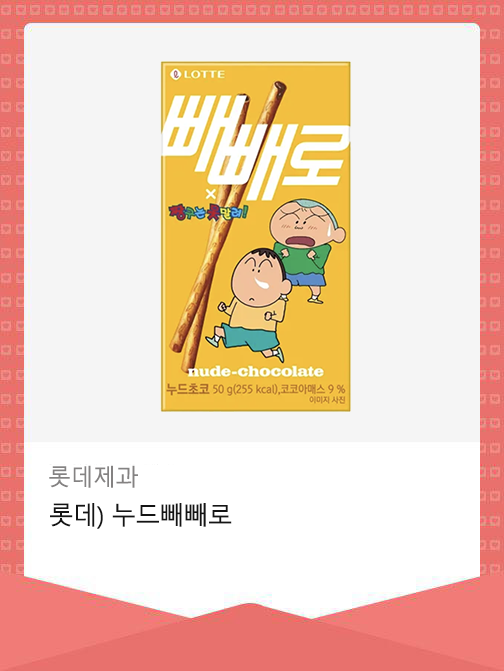 LOTTE
빼빼로
×
짱구는 못말려!
nude-chocolate
누드초코 50 g(255 kcal),코코아매스 9 %
이미지 사진
롯데제과
롯데) 누드빼빼로